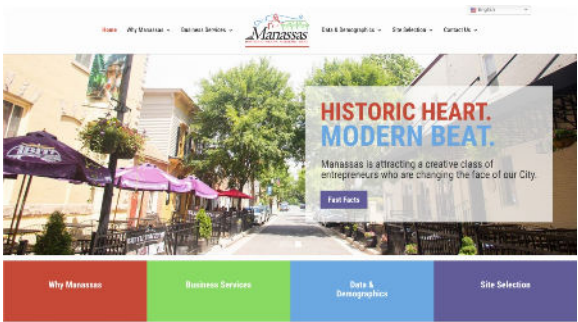 English
Home
Why Manassas
Business Services
Manassas
Data & Demographics
Site Selection
Contact Us
HISTORIC HEART.
MODERN BEAT.
Manassas is attracting a creative class of
entrepreneurs who are changing the face of our City.
Fast Facts
Why Manassas
Business Services
Data &
Demographics
Site Selection